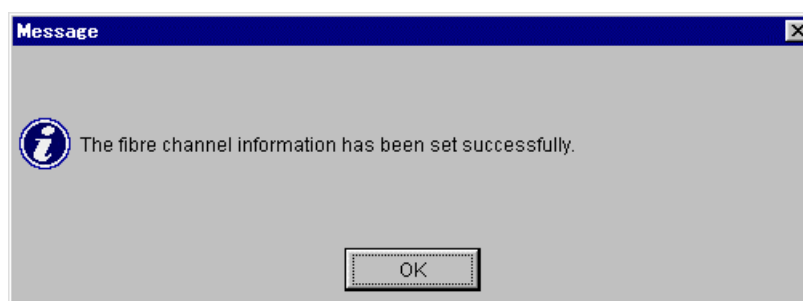 Message
The fibre channel information has been set successfully.
OK